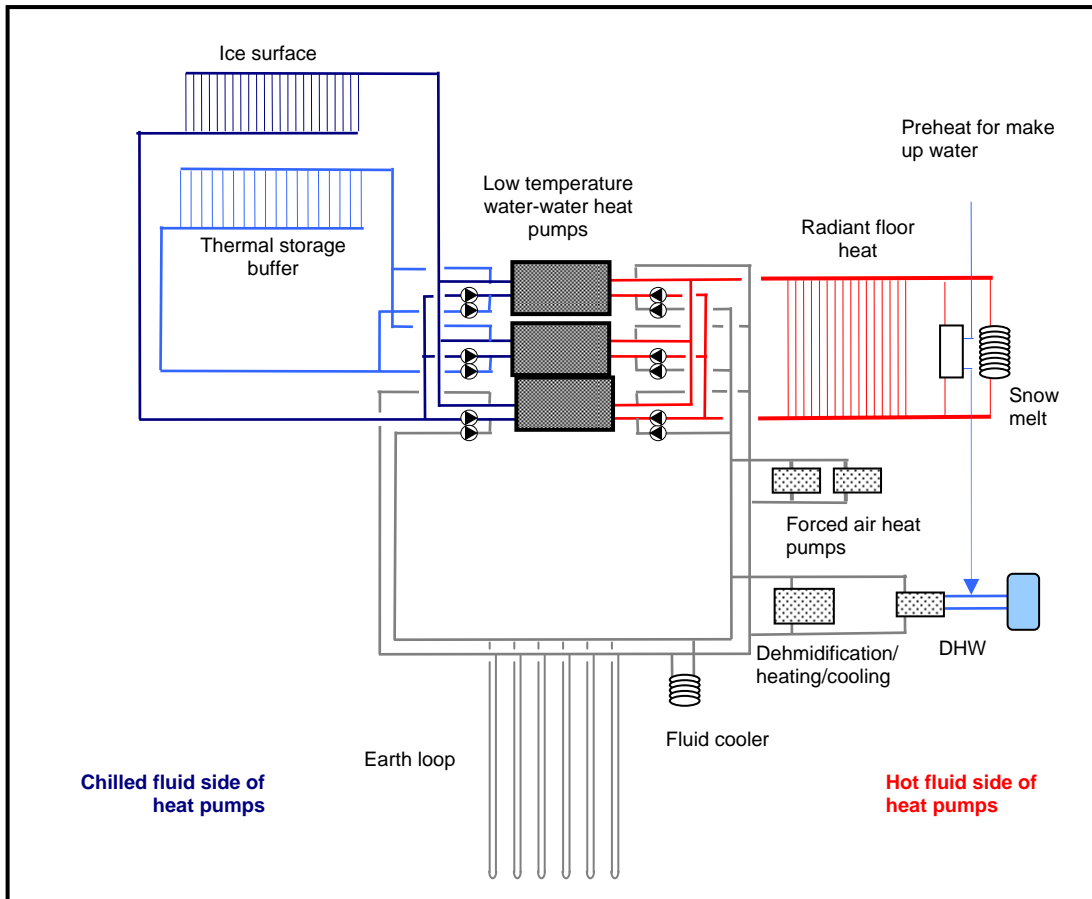 Ice surface
Preheat for make
up water
Low temperature
water-water heat
pumps
Radiant floor
heat
Thermal storage
buffer
Snow
melt
Forced air heat
pumps
Dehmidification/
heating/cooling
DHW
Fluid cooler
Earth loop
Chilled fluid side of
heat pumps
Hot fluid side of
heat pumps